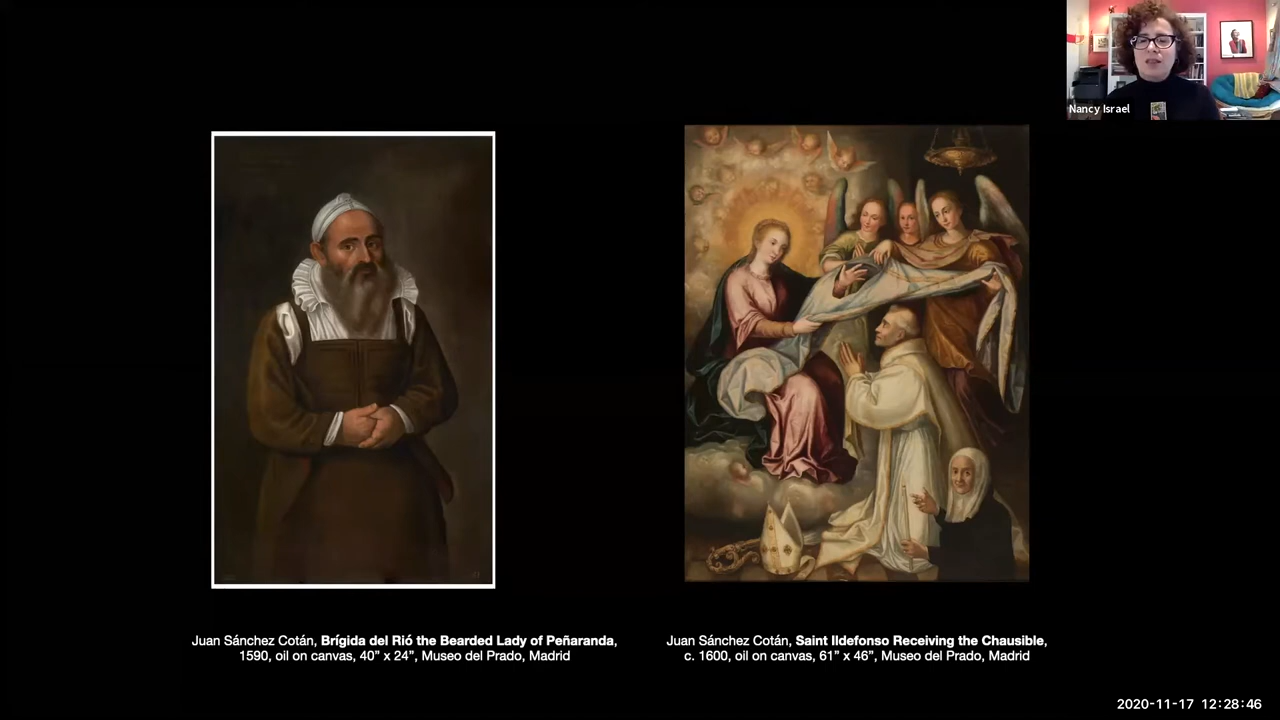 Nancy Israel
Juan Sánchez Cotán, Brígida del Rió the Bearded Lady of Peñaranda,
1590, oil on canvas, 40” x 24”, Museo del Prado, Madrid
Juan Sánchez Cotán, Saint Ildefonso Receiving the Chausible,
c. 1600, oil on canvas, 61” x 46”, Museo del Prado, Madrid
2020-11-17 12:28:46